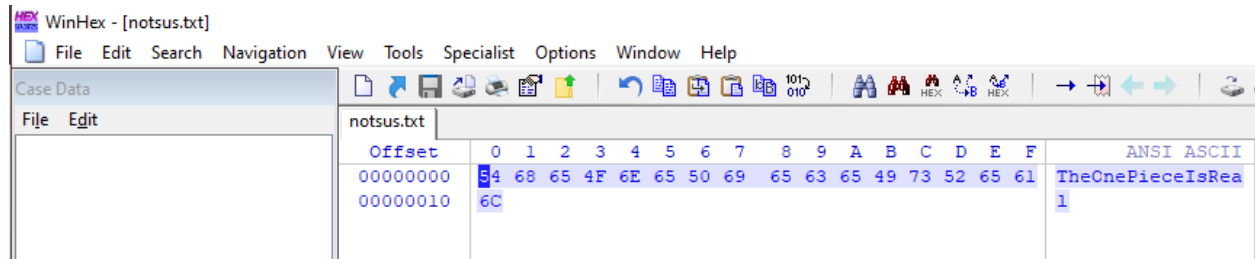 WinHex - [notsus.txt]
File Edit Search Navigation View Tools Specialist Options Window Help
Case Data
File Edit
notsus.txt
Offset 0 1 2 3 4 5 6 7 8 9 A B C D E F ANSI ASCII
00000000 54 68 65 4F 6E 65 50 69 65 63 65 49 73 52 65 61 TheOnePieceIsRea
00000010 6C l